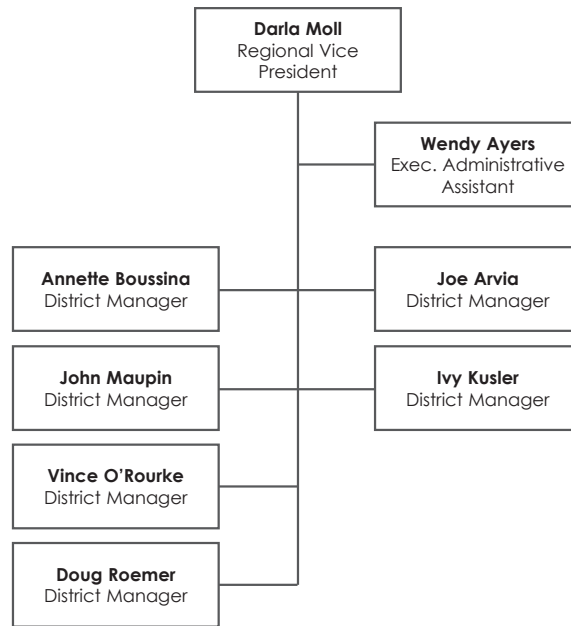 Darla Moll
Regional Vice
President
Wendy Ayers
Exec. Administrative
Assistant
Annette Boussina
District Manager
Joe Arvia
District Manager
John Maupin
District Manager
Ivy Kusler
District Manager
Vince O’Rourke
District Manager
Doug Roemer
District Manager